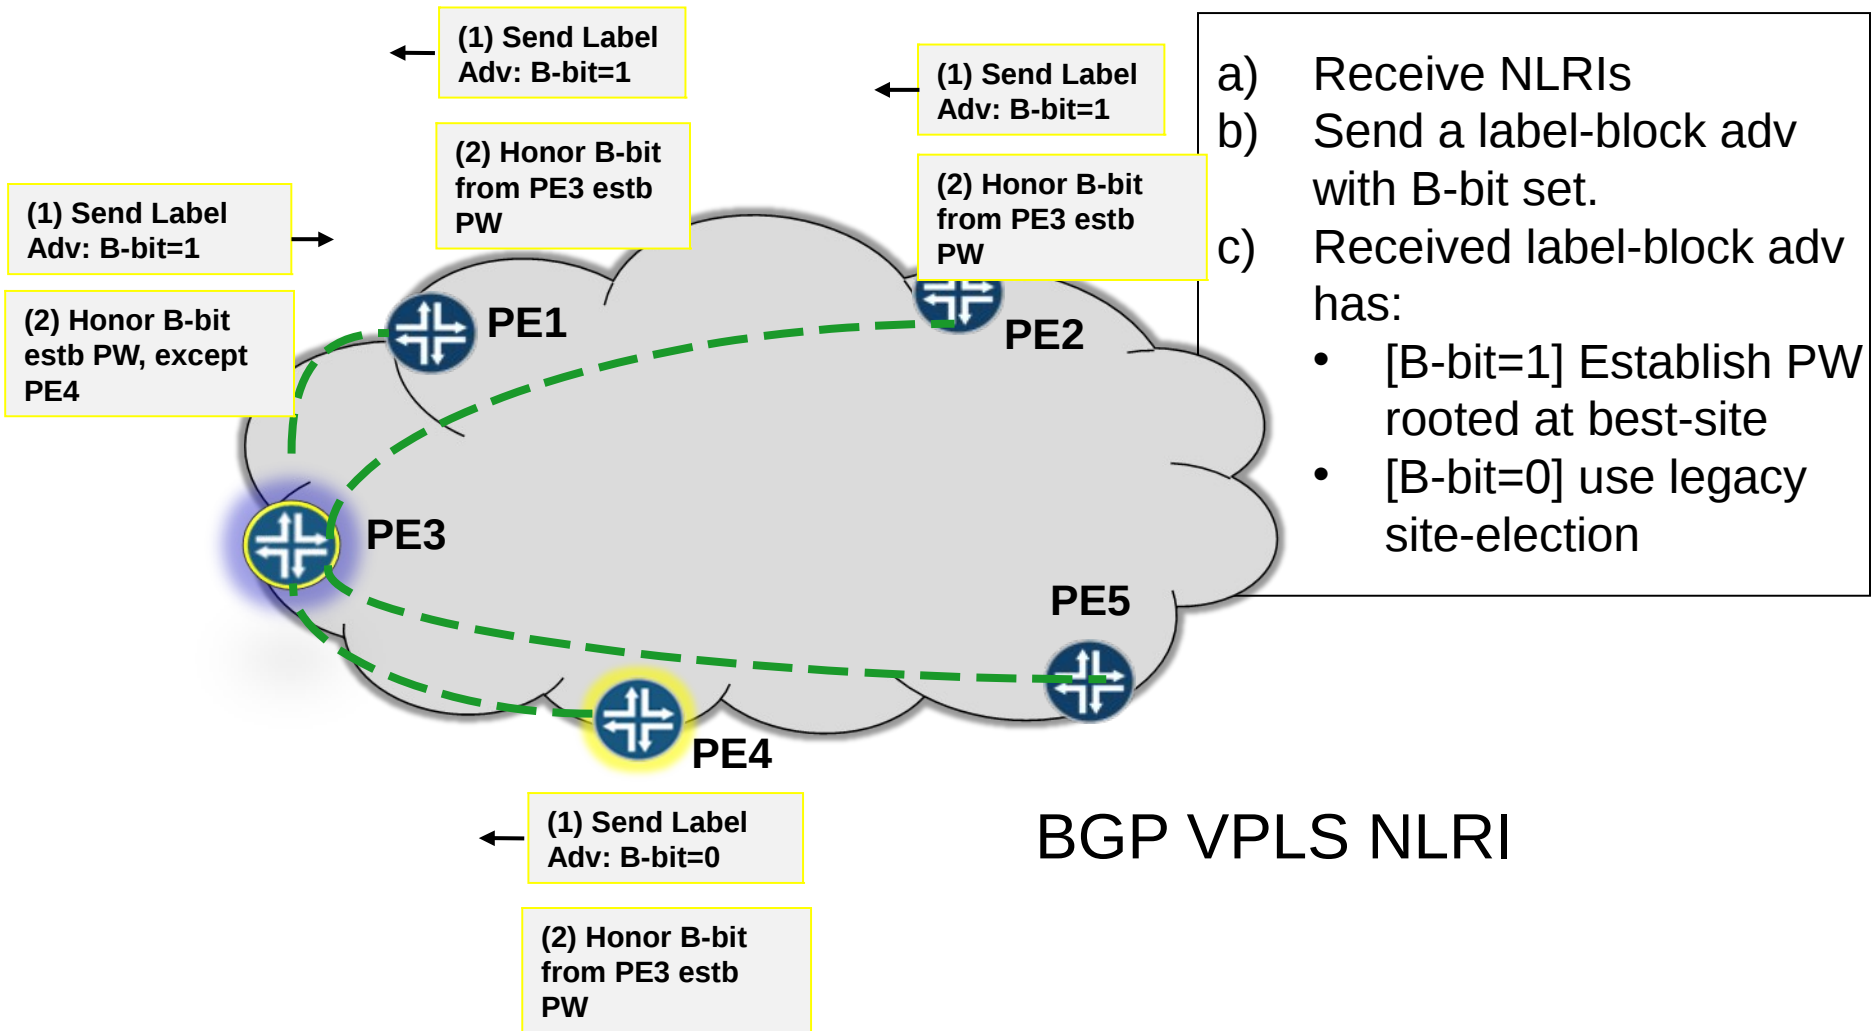 (1) Send Label
Adv: B-bit=1
(2) Honor B-bit
from PE3 estb
PW
(1) Send Label
Adv: B-bit=1
(2) Honor B-bit
from PE3 estb
PW
(1) Send Label
Adv: B-bit=1
(2) Honor B-bit
estb PW, except
PE4
a) Receive NLRIs
b) Send a label-block adv
with B-bit set.
c) Received label-block adv
has:
• [B-bit=1] Establish PW
rooted at best-site
• [B-bit=0] use legacy
site-election
PE1
PE2
PE3
PE5
PE4
(1) Send Label
Adv: B-bit=0
(2) Honor B-bit
from PE3 estb
PW
BGP VPLS NLRI